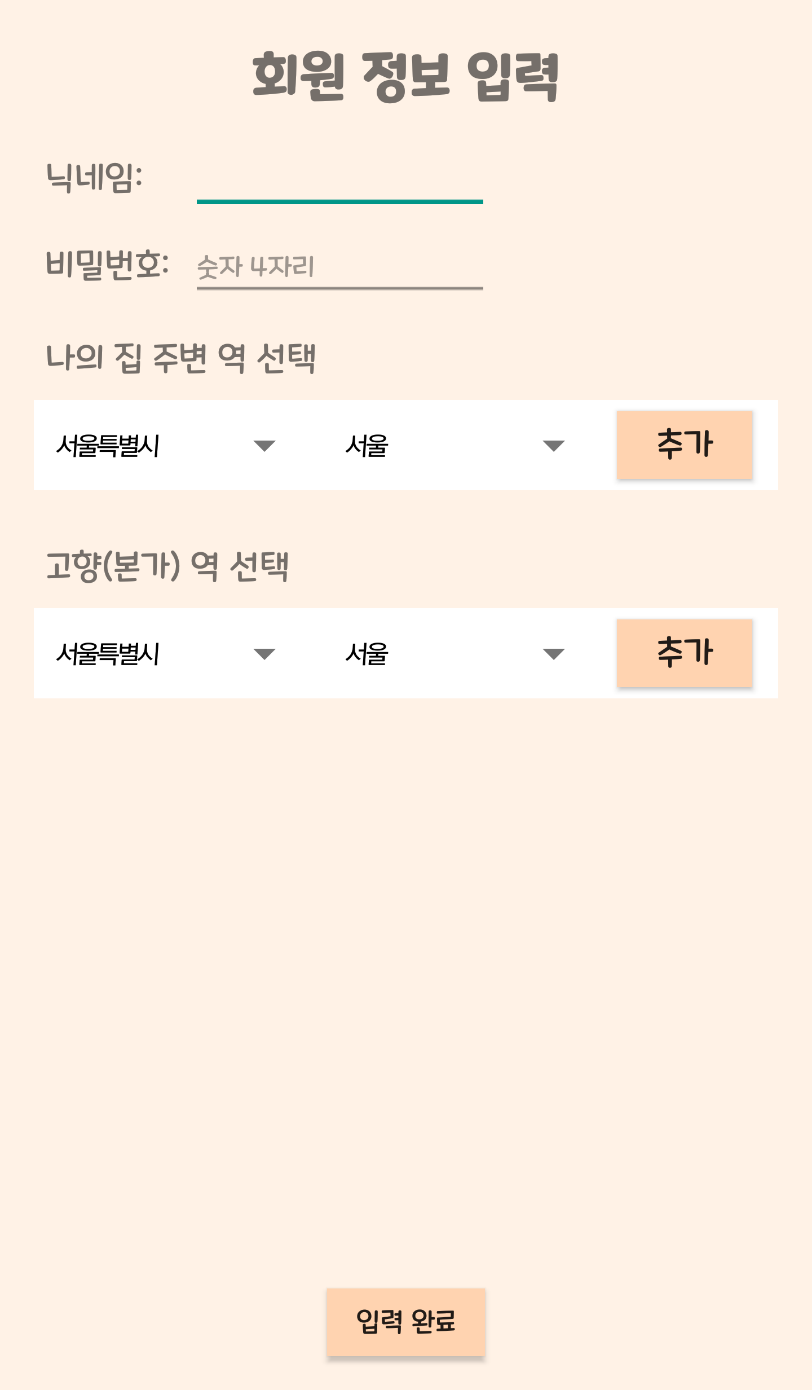 회원 정보 입력
닉네임:
비밀번호: 숫자 4자리
나의 집 주변 역 선택
서울특별시 서울 추가
고향(본가) 역 선택
서울특별시 서울 추가
입력 완료